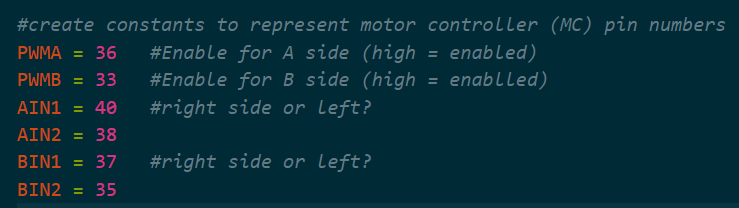 #create constants to represent motor controller (MC) pin numbers
PWMA = 36   #Enable for A side (high = enabled)
PWMB = 33   #Enable for B side (high = enablled)
AIN1 = 40   #right side or left?
AIN2 = 38
BIN1 = 37   #right side or left?
BIN2 = 35